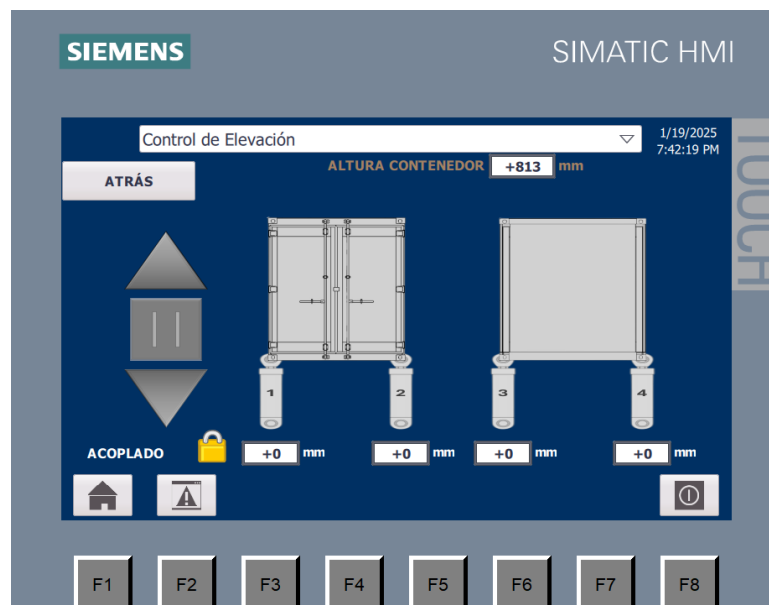 SIEMENS
SIMATIC HMI
TOUCH
Control de Elevación
1/19/2025
7:42:19 PM
ATRÁS
ALTURA CONTENEDOR +813 mm
1
2
3
4
ACOPLADO
+0 mm
+0 mm
+0 mm
+0 mm
F1
F2
F3
F4
F5
F6
F7
F8